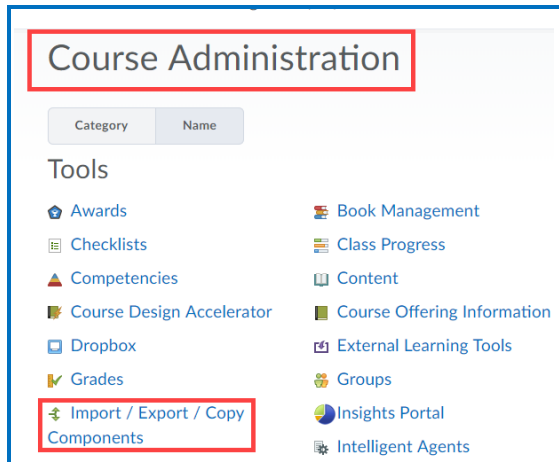 Course Administration
Category Name
Tools
Awards
Book Management
Checklists
Class Progress
Competencies
Content
Course Design Accelerator
Course Offering Information
Dropbox
External Learning Tools
Grades
Groups
Import / Export / Copy
Components
Insights Portal
Intelligent Agents